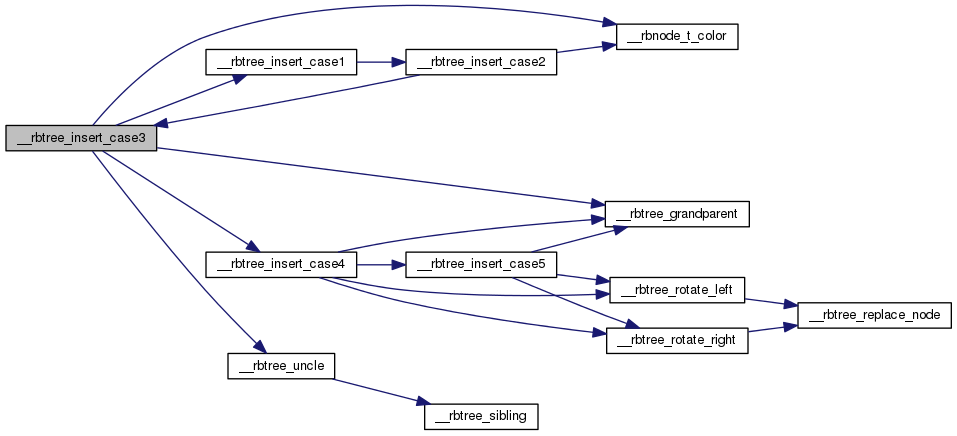 __rbnode_t_color
__rbtree_insert_case1
__rbtree_insert_case2
__rbtree_insert_case3
__rbtree_grandparent
__rbtree_insert_case4
__rbtree_insert_case5
__rbtree_rotate_left
__rbtree_replace_node
__rbtree_rotate_right
__rbtree_uncle
__rbtree_sibling